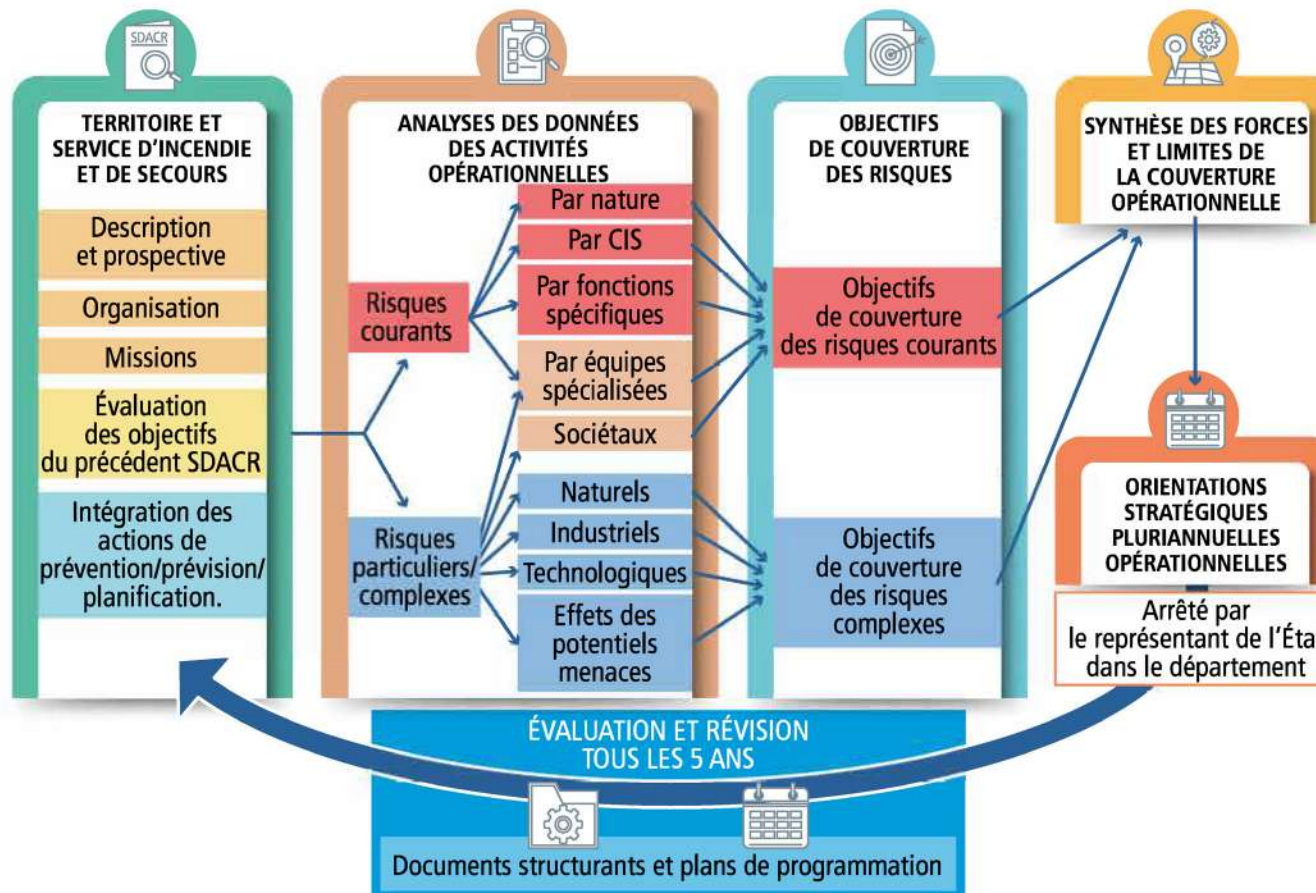 SDACR
TERRITOIRE ET
SERVICE D'INCENDIE
ET DE SECOURS
Description
et prospective
Organisation
Missions
Évaluation
des objectifs
du précédent SDACR
Intégration des
actions de
prévention/prévision/
planification.
ANALYSES DES DONNÉES
DES ACTIVITÉS
OPÉRATIONNELLES
Risques
courants
Risques
particuliers/
complexes
Par nature
Par CIS
Par fonctions
spécifiques
Par équipes
spécialisées
Sociétaux
Naturels
Industriels
Technologiques
Effets des
potentiels
menaces
OBJECTIFS
DE COUVERTURE
DES RISQUES
Objectifs
de couverture
des risques courants
Objectifs
de couverture
des risques
complexes
SYNTHÈSE DES FORCES
ET LIMITES DE
LA COUVERTURE
OPÉRATIONNELLE
ORIENTATIONS
STRATÉGIQUES
PLURIANNUELLES
OPÉRATIONNELLES
Arrêté par
le représentant de l'Éta
dans le département
ÉVALUATION ET RÉVISION
TOUS LES 5 ANS
Documents structurants et plans de programmation